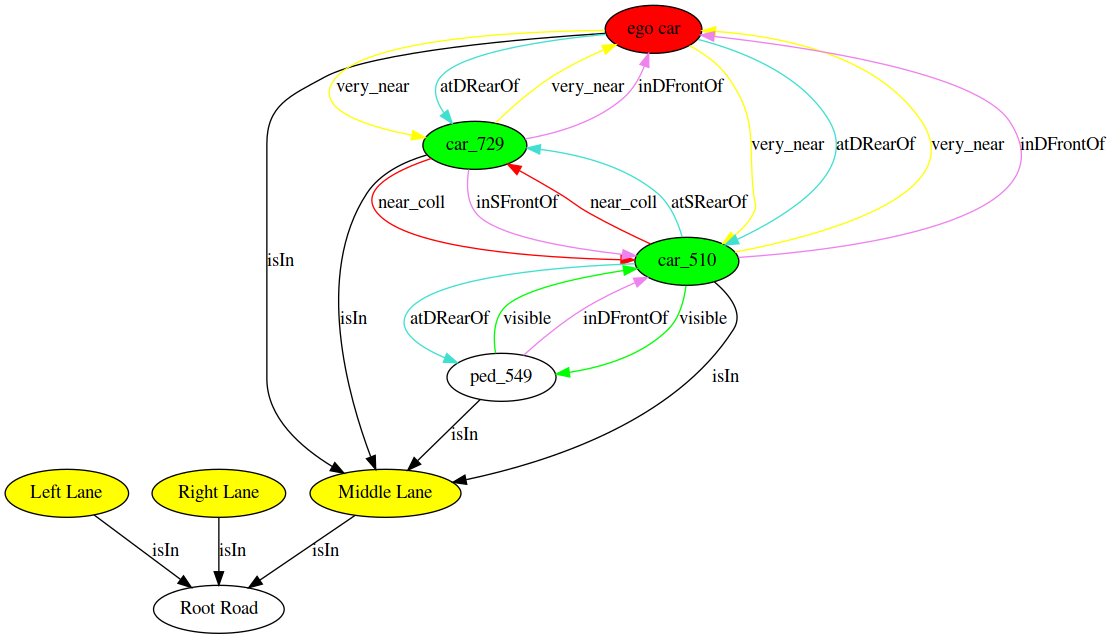 ego car
very_near
atDRearOf
very_near
inDFrontOf
car_729
very_near
atDRearOf
very_near
inDFrontOf
near_coll
inSFrontOf
near_coll
atSRearOf
isIn
car_510
isIn
atDRearOf
visible
inDFrontOf
visible
ped_549
isIn
isIn
Left Lane
Right Lane
Middle Lane
isIn
isIn
isIn
Root Road